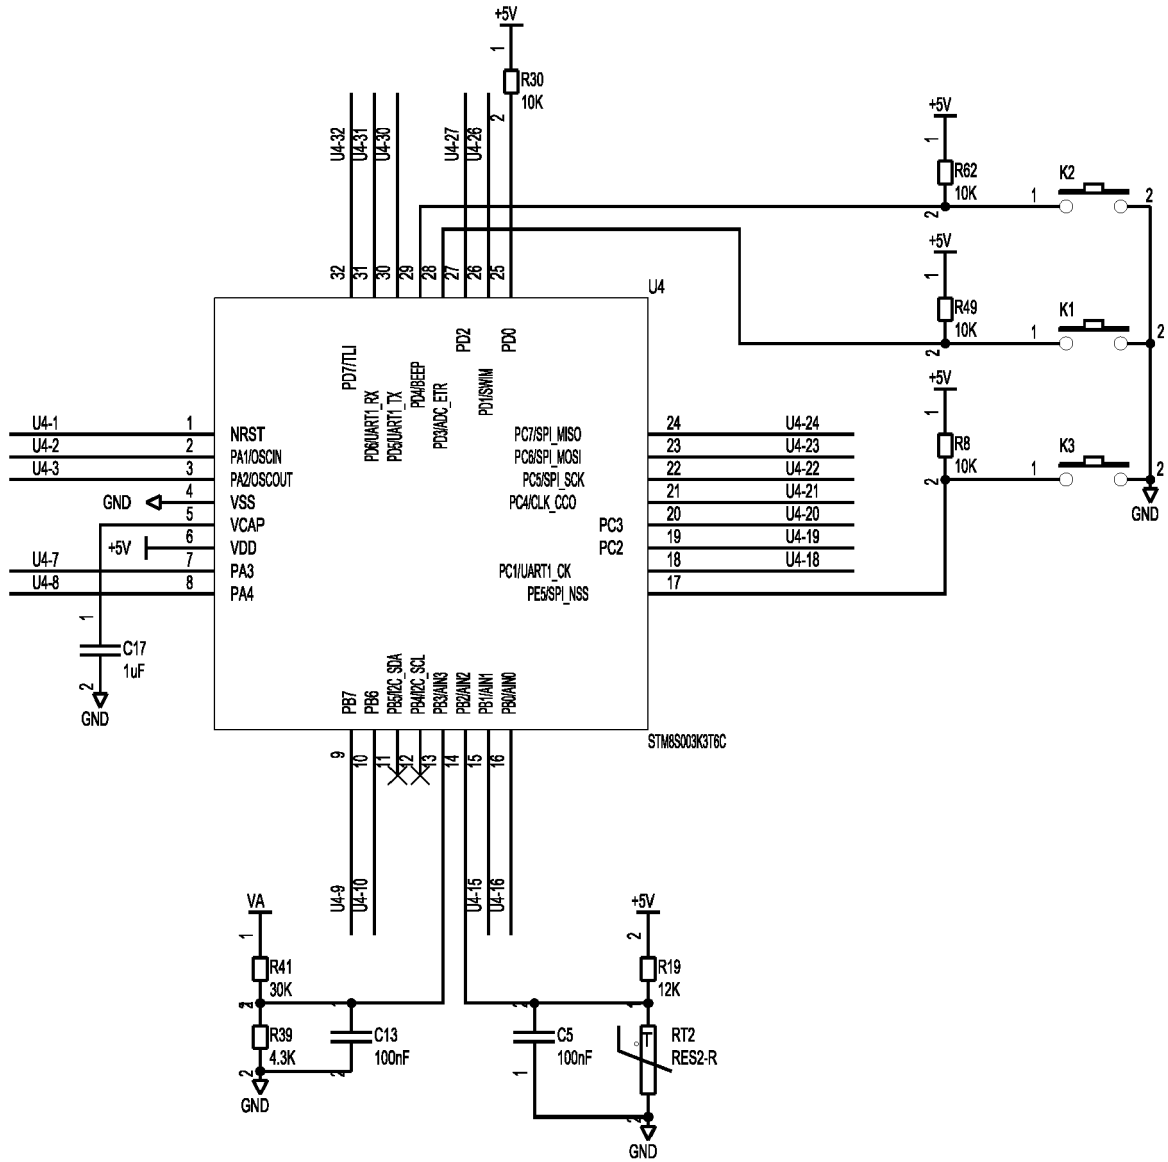 +5V
1
R30
10K
2
U4-32
U4-31
U4-30
U4-27
U4-26
+5V
1
R62
10K
2
K2
1
2
+5V
1
R49
10K
2
K1
1
2
+5V
1
R8
10K
2
K3
1
2
GND
32
31
30
29
28
27
26
25
U4
PD7/TLI
PD6/UART1_RX
PD5/UART1_TX
PD4/BEEP
PD3/ADC_ETR
PD2
PD1/SWIM
PD0
U4-1
1
NRST
U4-2
2
PA1/OSCIN
U4-3
3
PA2/OSCOUT
GND
4
VSS
5
VCAP
+5V
6
VDD
U4-7
7
PA3
U4-8
8
PA4
PC7/SPI_MISO
24
U4-24
PC6/SPI_MOSI
23
U4-23
PC5/SPI_SCK
22
U4-22
PC4/CLK_CCO
21
U4-21
PC3
20
U4-20
PC2
19
U4-19
PC1/UART1_CK
18
U4-18
PE5/SPI_NSS
17
1
C17
1uF
2
GND
PB7
PB6
PB5/I2C_SDA
PB4/I2C_SCL
PB3/AIN3
PB2/AIN2
PB1/AIN1
PB0/AIN0
STM8S003K3T6C
9
10
11
12
13
14
15
16
U4-9
U4-10
U4-15
U4-16
VA
1
R41
30K
R39
4.3K
2
GND
C13
100nF
2
+5V
2
R19
12K
C5
100nF
1
T
RT2
RES2-R
2
GND